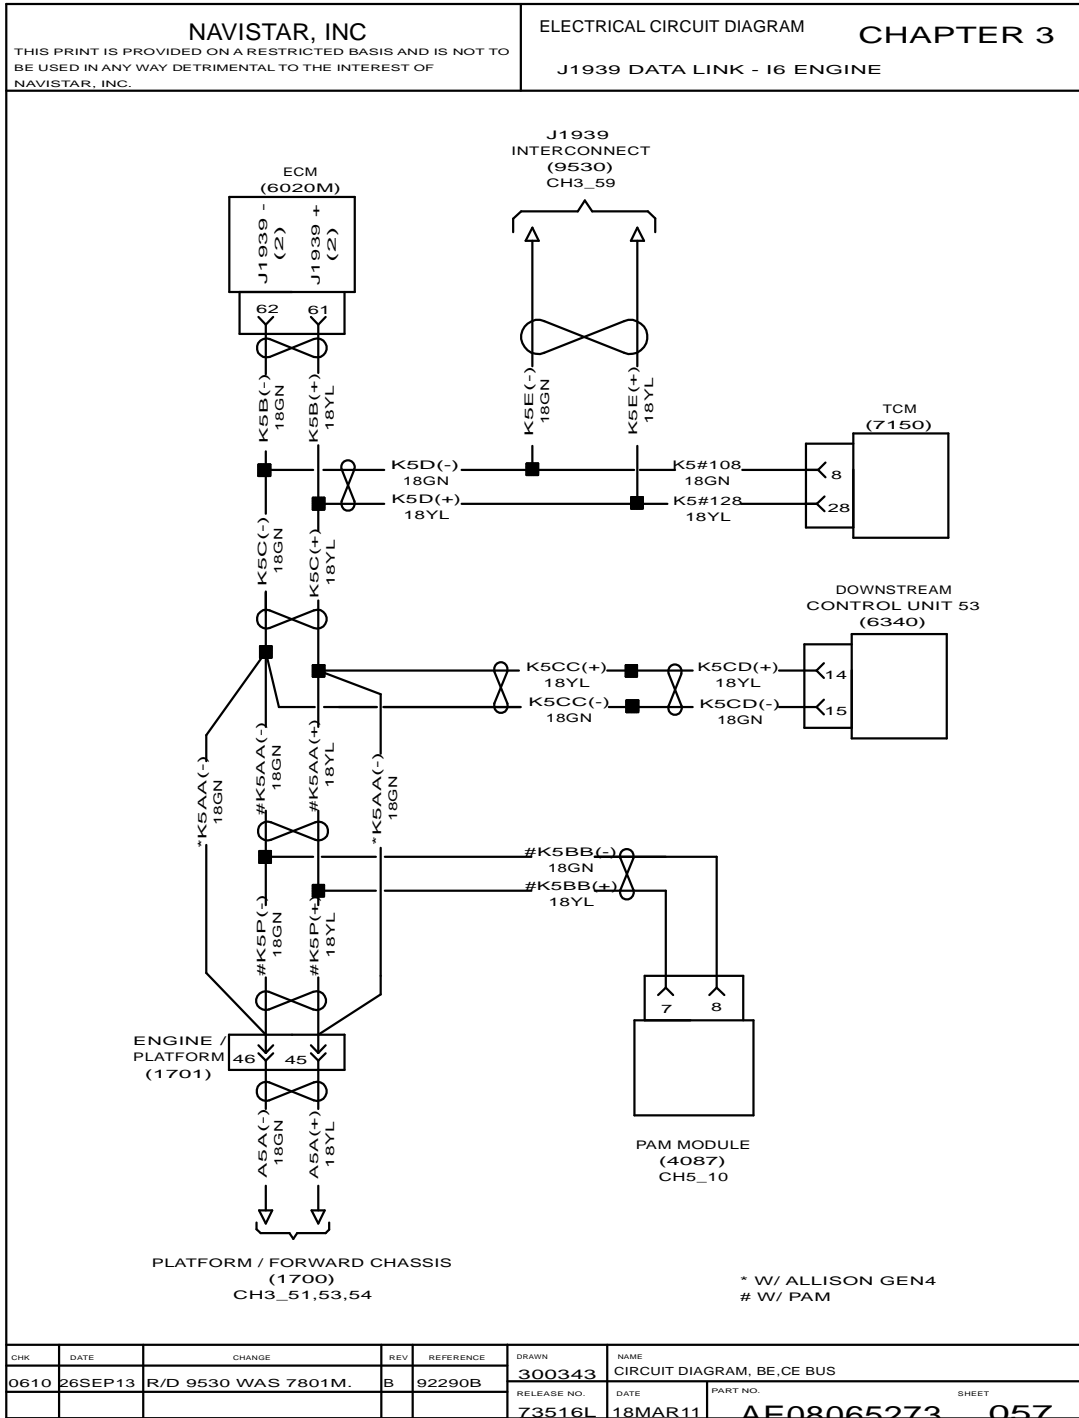 NAVISTAR, INC
THIS PRINT IS PROVIDED ON A RESTRICTED BASIS AND IS NOT TO
BE USED IN ANY WAY DETRIMENTAL TO THE INTEREST OF
NAVISTAR, INC.
ELECTRICAL CIRCUIT DIAGRAM
CHAPTER 3
J1939 DATA LINK - I6 ENGINE
J1939
INTERCONNECT
(9530)
CH3_59
ECM
(6020M)
J1939 -
(2)
J1939 +
(2)
62
61
K5B(-)
18GN
K5B(+)
18YL
K5E(-)
18GN
K5E(+)
18YL
TCM
(7150)
K5D(-)
18GN
K5#108
18GN
8
K5D(+)
18YL
K5#128
18YL
28
K5C(-)
18GN
K5C(+)
18YL
DOWNSTREAM
CONTROL UNIT 53
(6340)
K5CC(+)
18YL
K5CD(+)
18YL
14
K5CC(-)
18GN
K5CD(-)
18GN
15
*K5AA(-)
18GN
#K5AA(-)
18GN
#K5AA(+)
18YL
*K5AA(-)
18GN
#K5BB(-)
18GN
#K5BB(+)
18YL
#K5P(-)
18GN
#K5P(+)
18YL
7
8
ENGINE /
PLATFORM
(1701)
46
45
A5A(-)
18GN
A5A(+)
18YL
PAM MODULE
(4087)
CH5_10
PLATFORM / FORWARD CHASSIS
(1700)
CH3_51,53,54
* W/ ALLISON GEN4
# W/ PAM
CHK
DATE
CHANGE
REV
REFERENCE
0610
26SEP13
R/D 9530 WAS 7801M.
B
92290B
DRAWN
300343
NAME
CIRCUIT DIAGRAM, BE,CE BUS
RELEASE NO.
73516L
DATE
18MAR11
PART NO.
AE08065273
SHEET
057